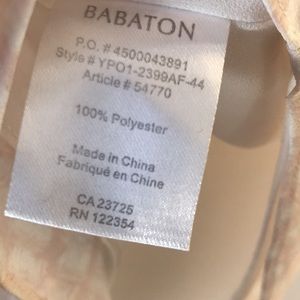 BABATON
P.O. # 4500043891
Style # YPO1-2399AF-44
Article # 54770
100% Polyester
Made in China
Fabriqué en Chine
CA 23725
RN 122354